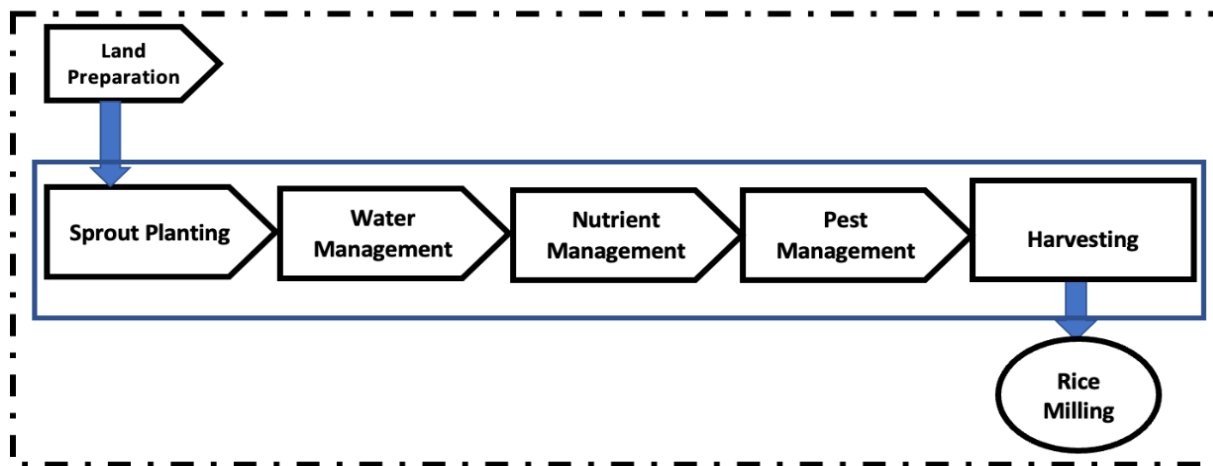 Land
Preparation
Sprout Planting
Water
Management
Nutrient
Management
Pest
Management
Harvesting
Rice
Milling